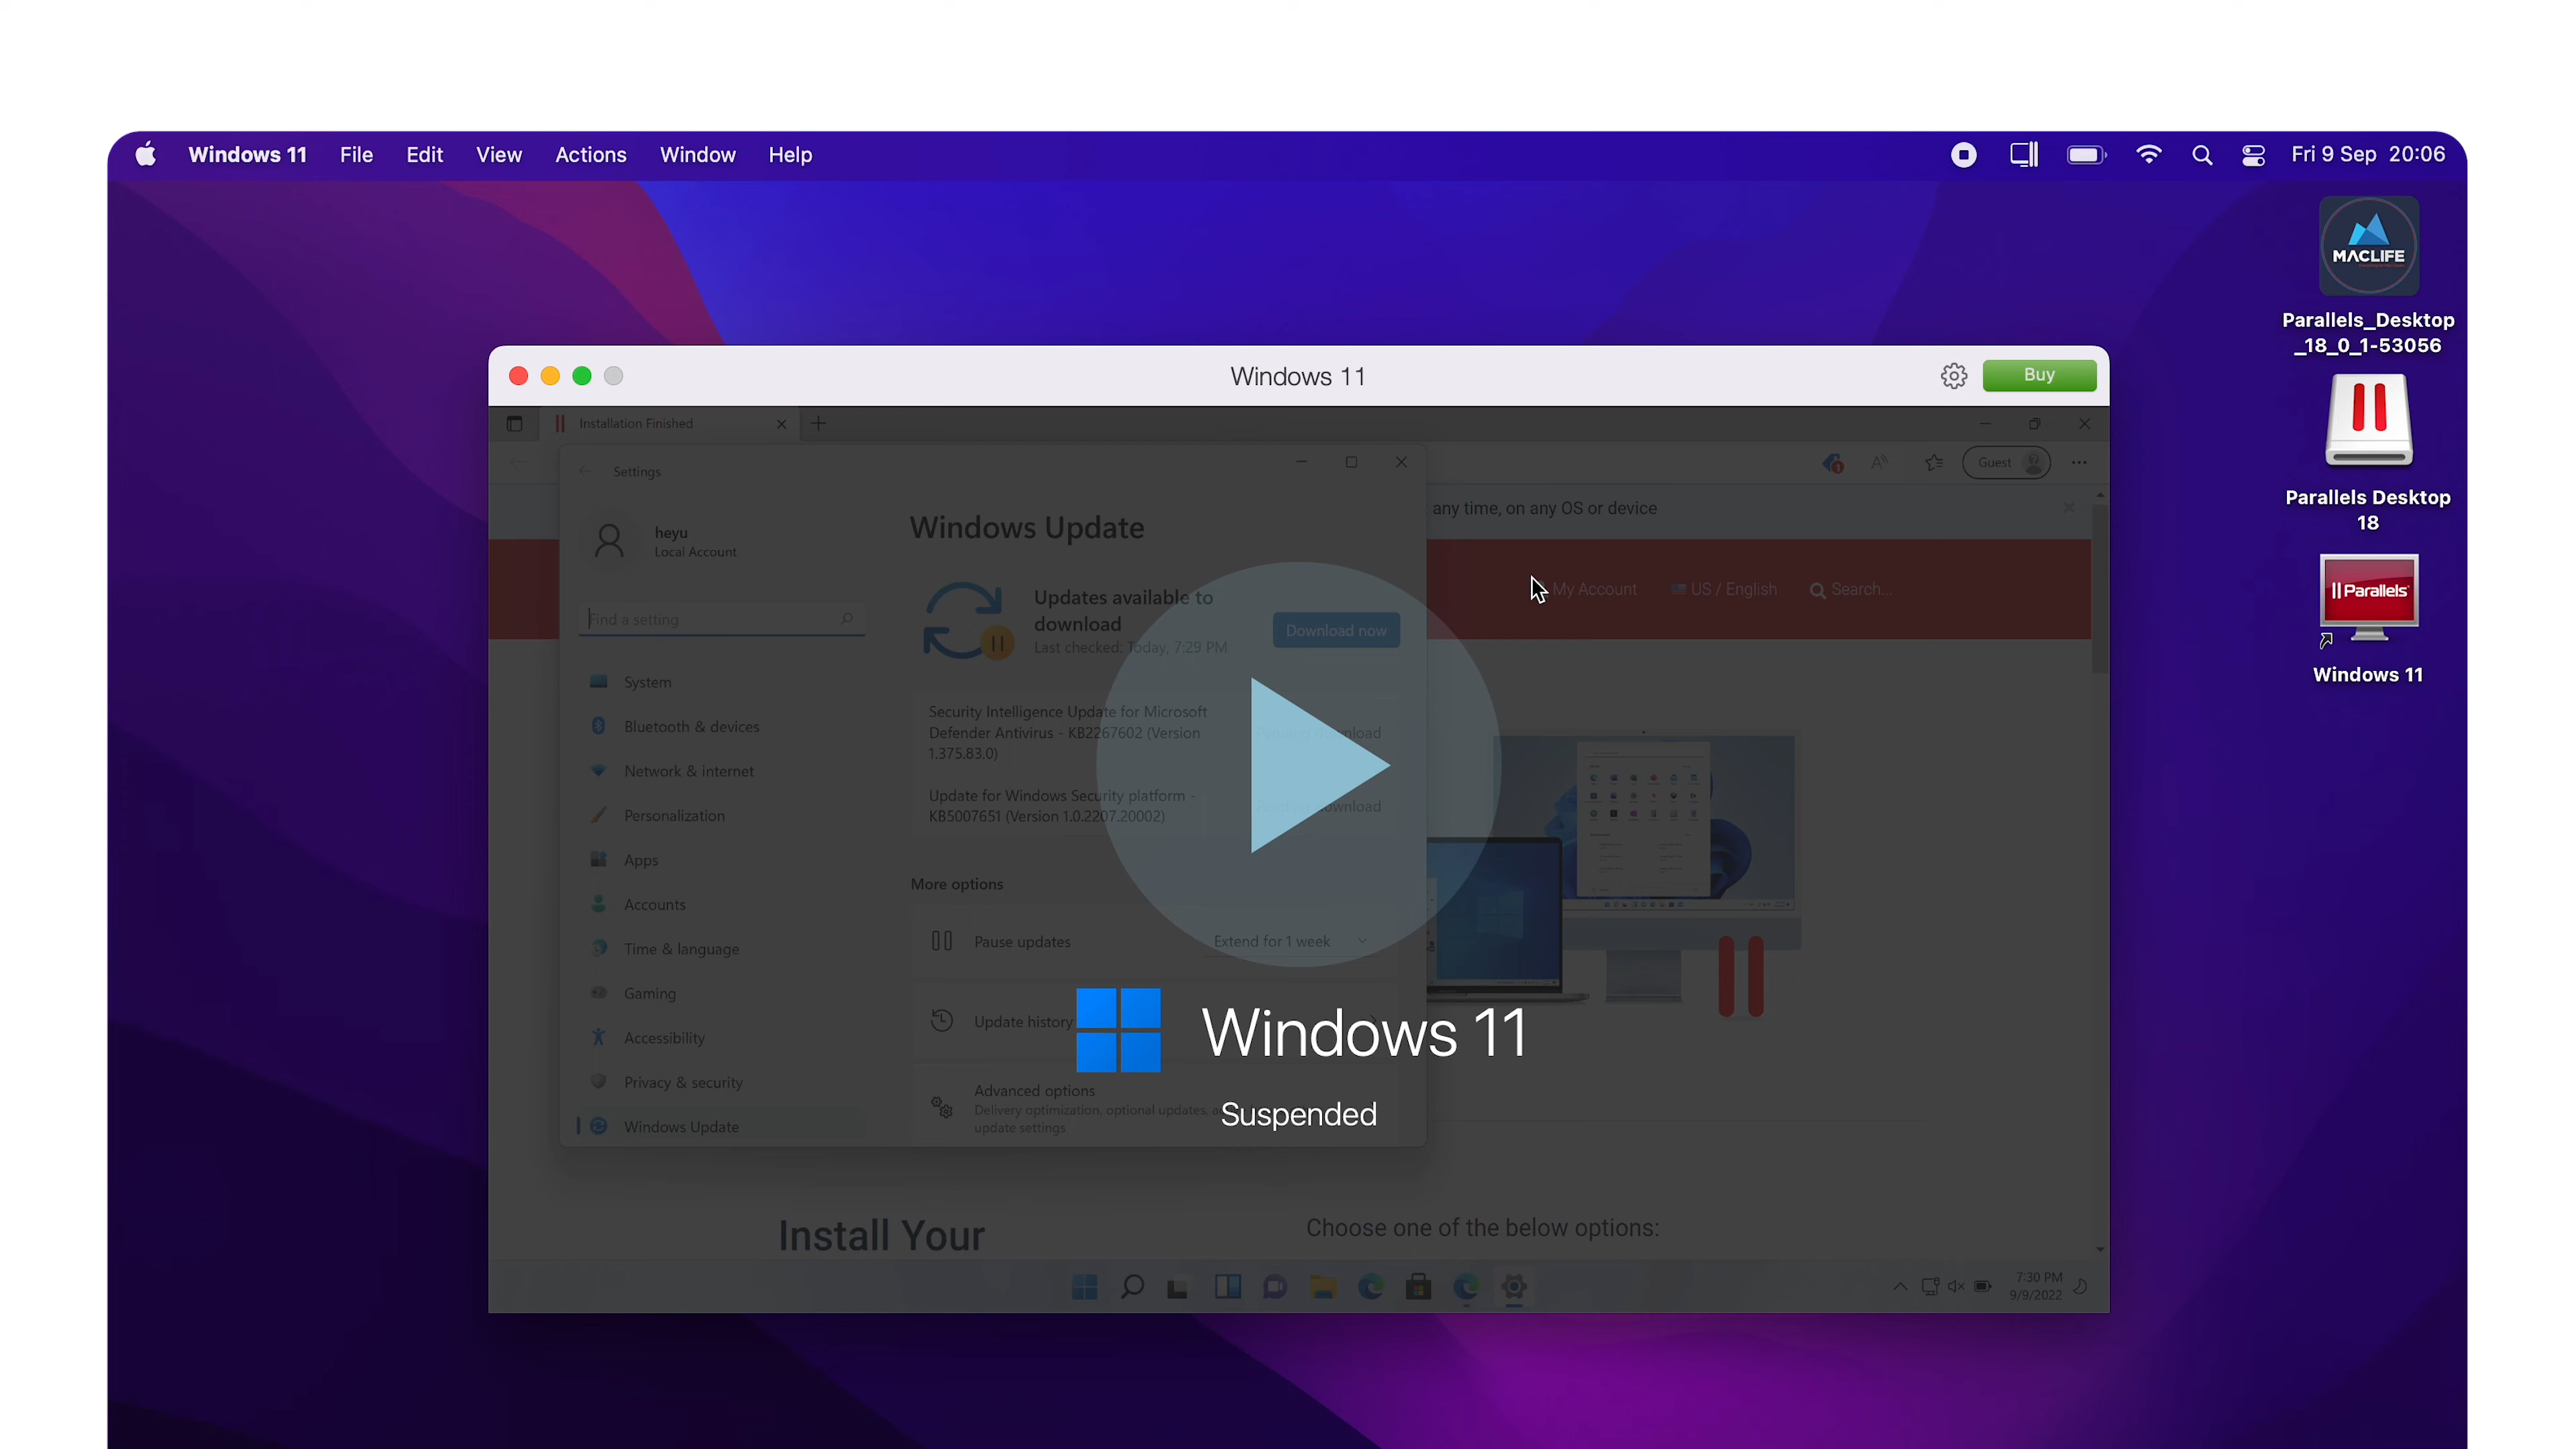 Windows 11 File Edit View Actions Window Help
Fri 9 Sep 20:06
MACLIFE
Parallels_Desktop
_18_0_1-53056
Parallels Desktop
18
Parallels
Windows 11
Windows 11
Buy
Installation Finished
Settings
Guest
1
any time, on any OS or device
heyu
Local Account
Find a setting
System
Bluetooth & devices
Network & internet
Personalization
Apps
Accounts
Time & language
Gaming
Accessibility
Privacy & security
Windows Update
Windows Update
Updates available to
download
Last checked: Today, 7:29 PM
Download now
Security Intelligence Update for Microsoft
Defender Antivirus - KB2267602 (Version
1.375.83.0)
Update for Windows Security platform -
KB5007651 (Version 1.0.2207.20002)
download
More options
Pause updates
Extend for 1 week
Update history
Advanced options
Delivery optimization, optional updates,
update settings
My Account
US / English
Search...
Windows 11
Suspended
Install Your
Choose one of the below options:
7:30 PM
9/9/2022